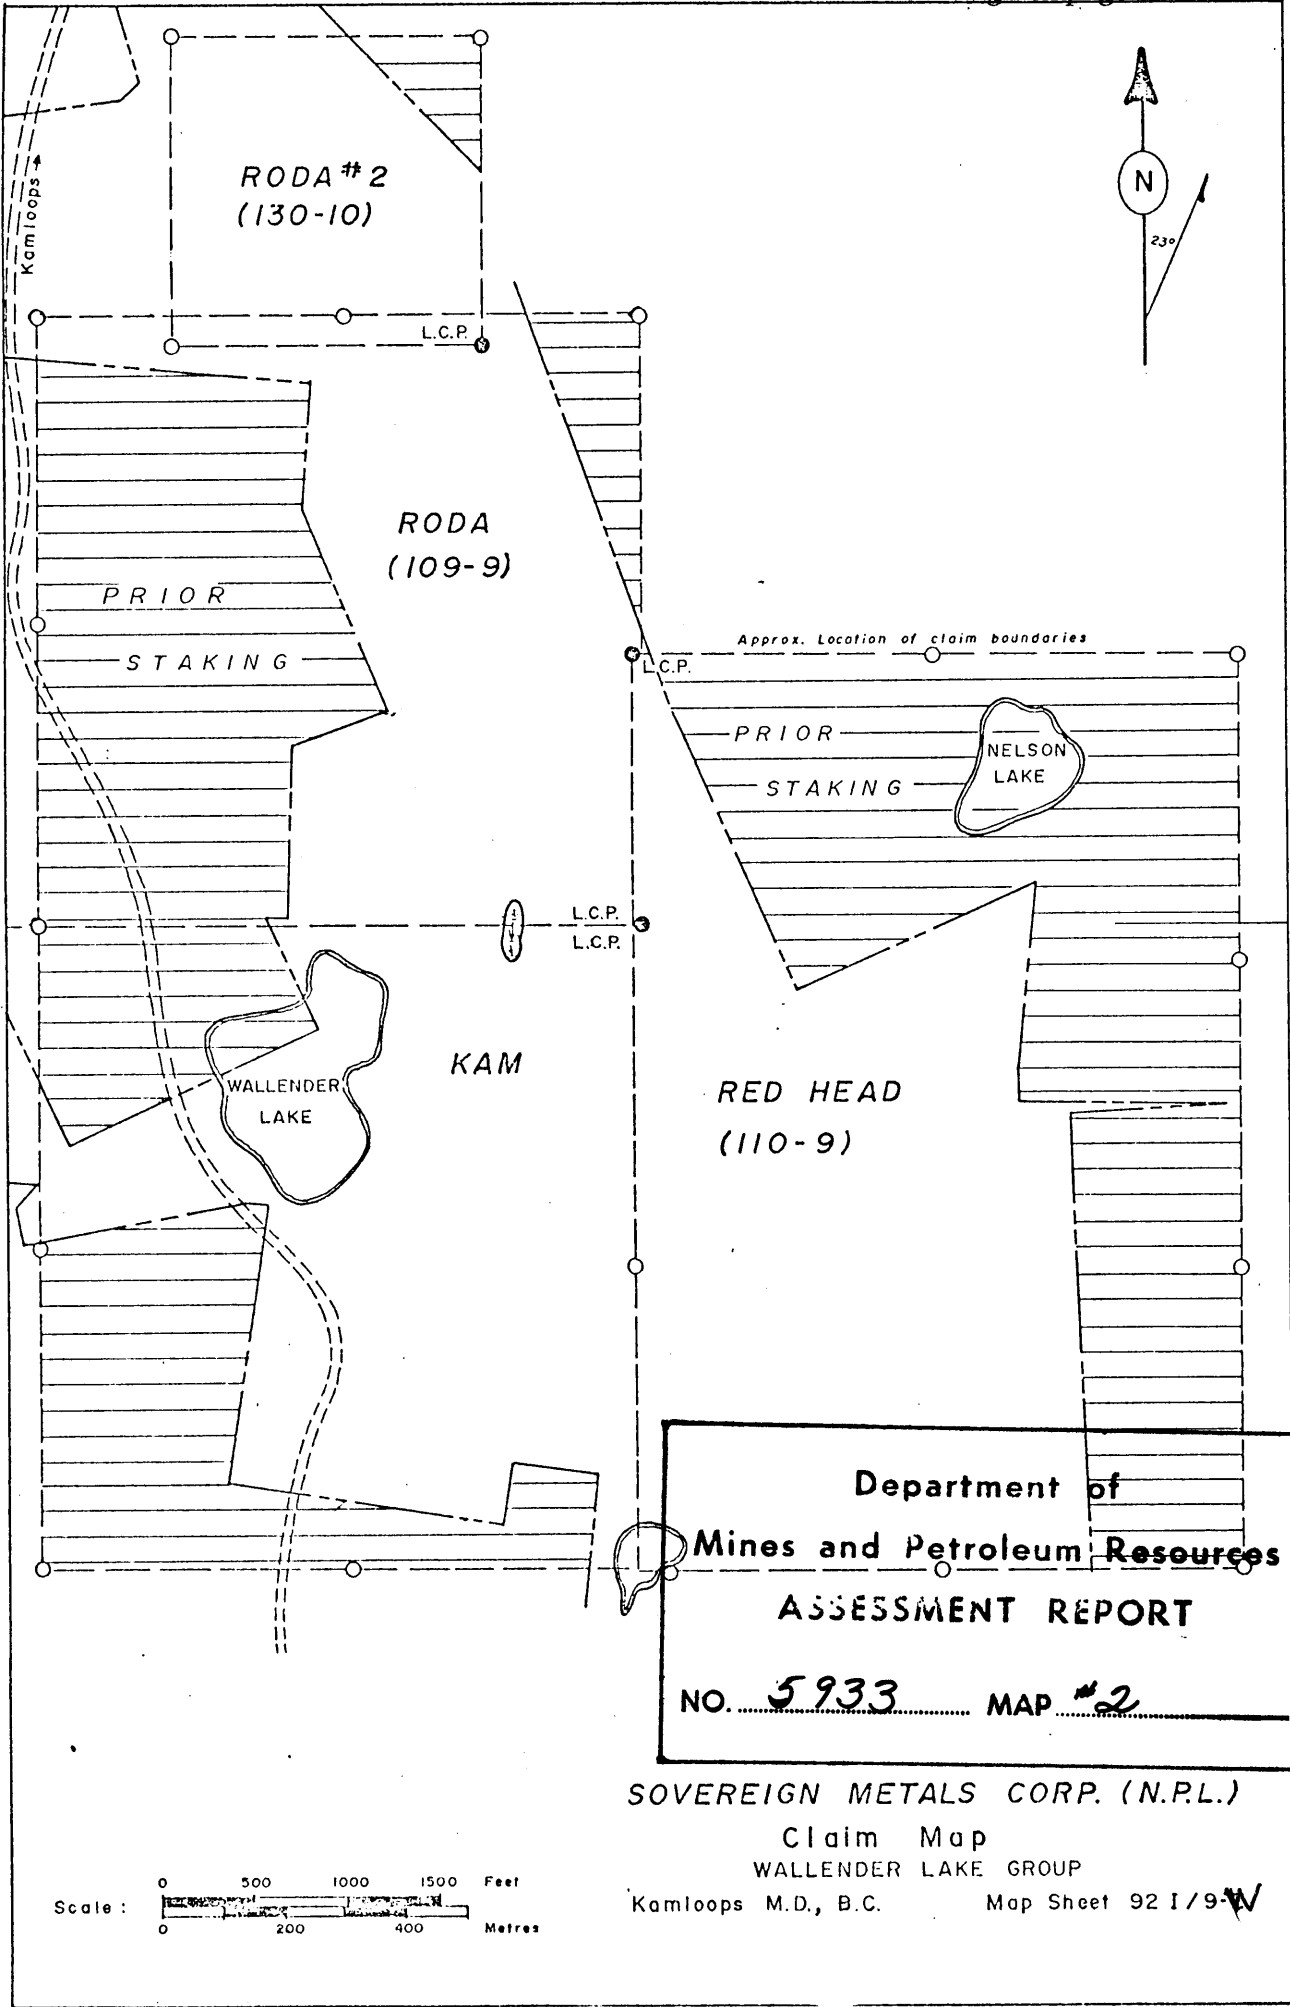 RODA #2
(130-10)
Kamloops
N
23°
L.C.P.
RODA
(109-9)
PRIOR
STAKING
Approx. Location of claim boundaries
L.C.P.
PRIOR
STAKING
NELSON
LAKE
L.C.P.
L.C.P.
KAM
WALLENDER
LAKE
RED HEAD
(110-9)
Department of
Mines and Petroleum Resources
ASSESSMENT REPORT
NO. 5933 MAP #2
SOVEREIGN METALS CORP. (N.P.L.)
Claim Map
WALLENDER LAKE GROUP
Kamloops M.D., B.C. Map Sheet 92 I/9-W
Scale :
0 500 1000 1500 Feet
0 200 400 Metres